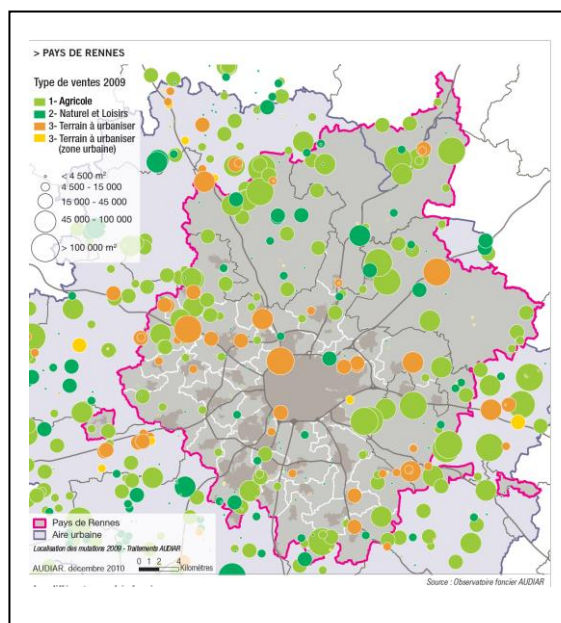 > PAYS DE RENNES
Type de ventes 2009
1- Agricole
2- Naturel et Loisirs
3- Terrain à urbaniser
3- Terrain à urbaniser
(zone urbaine)
< 4 500 m²
4 500 - 15 000
15 000 - 45 000
45 000 - 100 000
> 100 000 m²
Pays de Rennes
Aire urbaine
Localisation des mutations 2009 - Traitements AUDIAR
AUDIAR. décembre 2010
0 2 4
Kilomètres
Source : Observatoire foncier AUDIAR